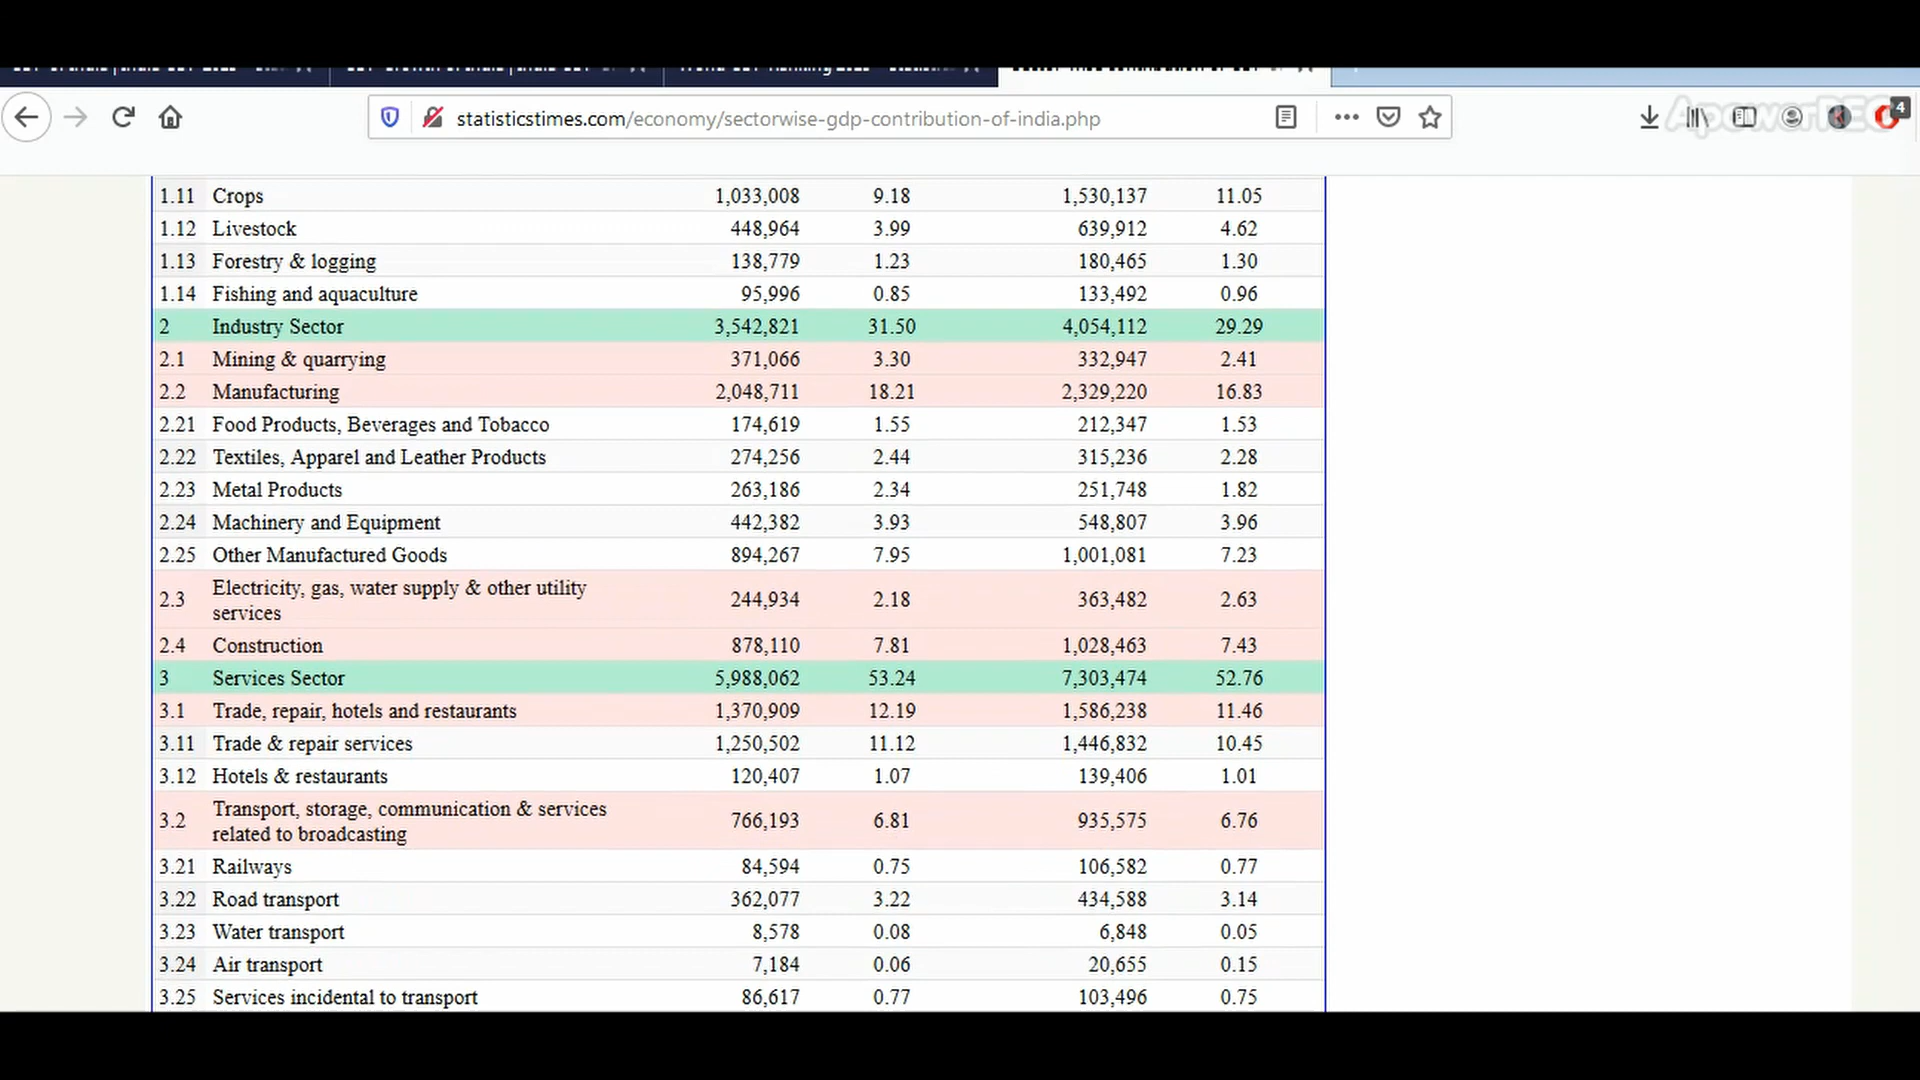 statisticstimes.com/economy/sectorwise-gdp-contribution-of-india.php
ApowerREC
4
1.11 Crops 1,033,008 9.18 1,530,137 11.05
1.12 Livestock 448,964 3.99 639,912 4.62
1.13 Forestry & logging 138,779 1.23 180,465 1.30
1.14 Fishing and aquaculture 95,996 0.85 133,492 0.96
2 Industry Sector 3,542,821 31.50 4,054,112 29.29
2.1 Mining & quarrying 371,066 3.30 332,947 2.41
2.2 Manufacturing 2,048,711 18.21 2,329,220 16.83
2.21 Food Products, Beverages and Tobacco 174,619 1.55 212,347 1.53
2.22 Textiles, Apparel and Leather Products 274,256 2.44 315,236 2.28
2.23 Metal Products 263,186 2.34 251,748 1.82
2.24 Machinery and Equipment 442,382 3.93 548,807 3.96
2.25 Other Manufactured Goods 894,267 7.95 1,001,081 7.23
2.3 Electricity, gas, water supply & other utility
services 244,934 2.18 363,482 2.63
2.4 Construction 878,110 7.81 1,028,463 7.43
3 Services Sector 5,988,062 53.24 7,303,474 52.76
3.1 Trade, repair, hotels and restaurants 1,370,909 12.19 1,586,238 11.46
3.11 Trade & repair services 1,250,502 11.12 1,446,832 10.45
3.12 Hotels & restaurants 120,407 1.07 139,406 1.01
3.2 Transport, storage, communication & services
related to broadcasting 766,193 6.81 935,575 6.76
3.21 Railways 84,594 0.75 106,582 0.77
3.22 Road transport 362,077 3.22 434,588 3.14
3.23 Water transport 8,578 0.08 6,848 0.05
3.24 Air transport 7,184 0.06 20,655 0.15
3.25 Services incidental to transport 86,617 0.77 103,496 0.75